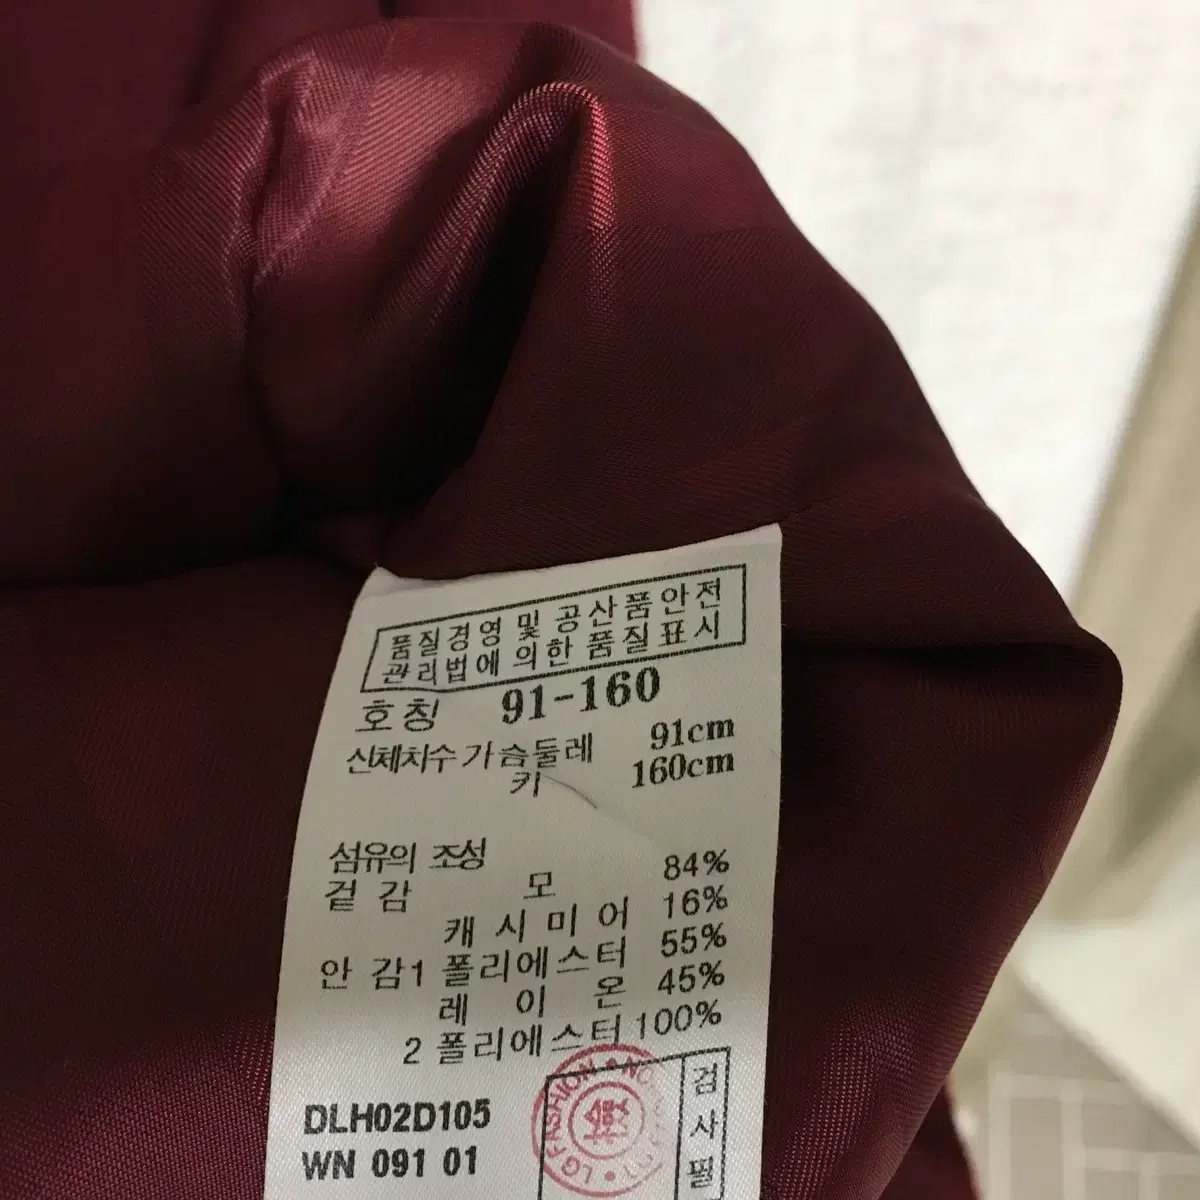 품질경영 및 공산품안전
관리법에 의한 품질표시
호칭 91-160
신체치수 가슴둘레 91cm
키 160cm
섬유의 조성
겉감 모 84%
캐시미어 16%
안감1 폴리에스터 55%
레이온 45%
2 폴리에스터 100%
DLH02D105
WN 091 01
검사필
LG FASHION
檢